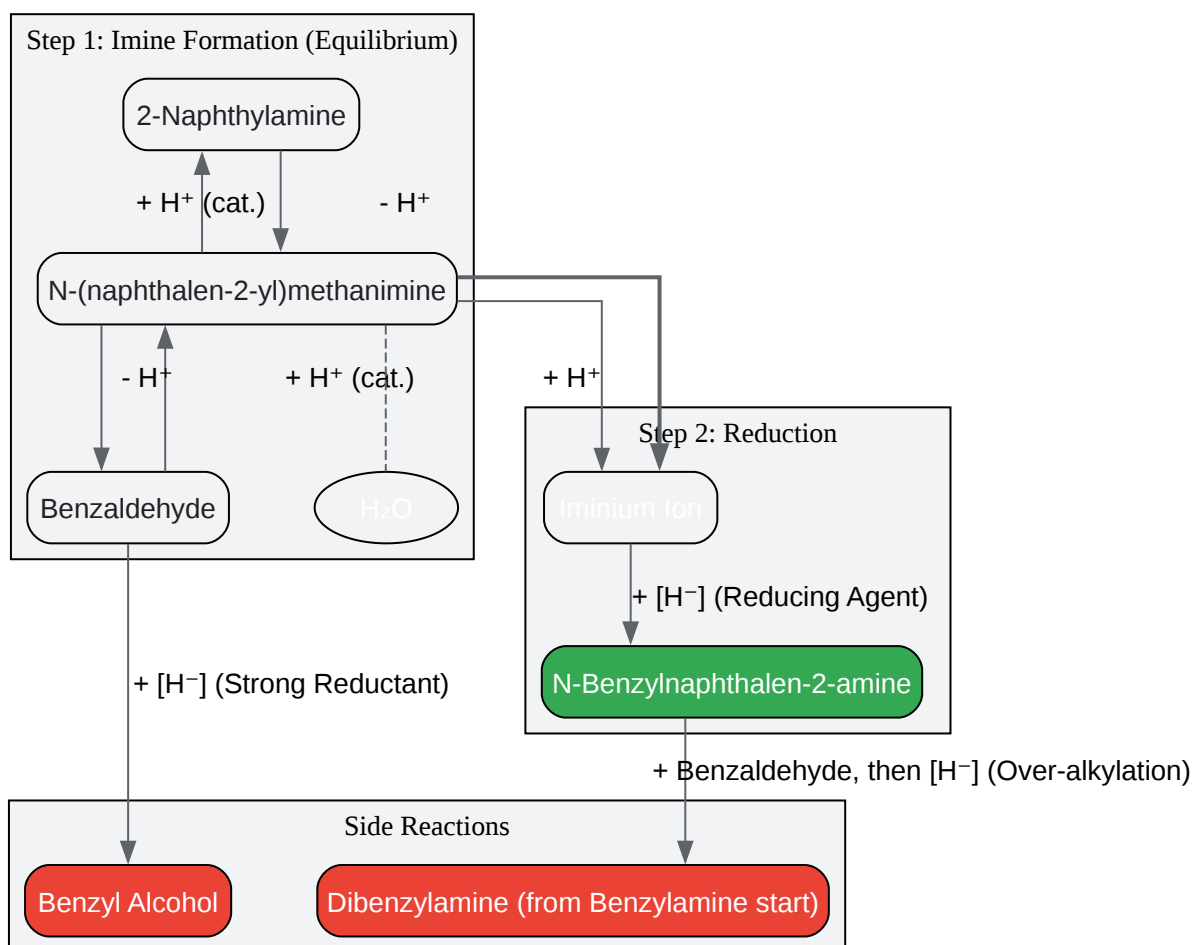 Step 1: Imine Formation (Equilibrium)
2-Naphthylamine
+ H⁺ (cat.)
- H⁺
N-(naphthalen-2-yl)methanimine
- H⁺
+ H⁺ (cat.)
+ H⁺
Step 2: Reduction
Benzaldehyde
H₂O
Iminium Ion
+ [H⁻] (Reducing Agent)
+ [H⁻] (Strong Reductant)
N-Benzylnaphthalen-2-amine
+ Benzaldehyde, then [H⁻] (Over-alkylation)
Side Reactions
Benzyl Alcohol
Dibenzylamine (from Benzylamine start)